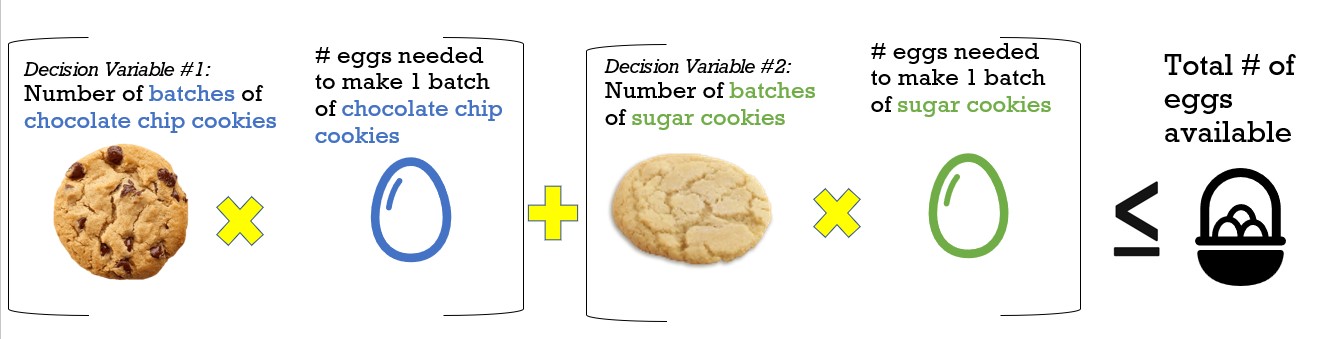 Decision Variable #1:
Number of batches of
chocolate chip cookies
# eggs needed
to make 1 batch
of chocolate chip
cookies
Decision Variable #2:
Number of batches
of sugar cookies
# eggs needed
to make 1 batch
of sugar cookies
≤
Total # of
eggs
available